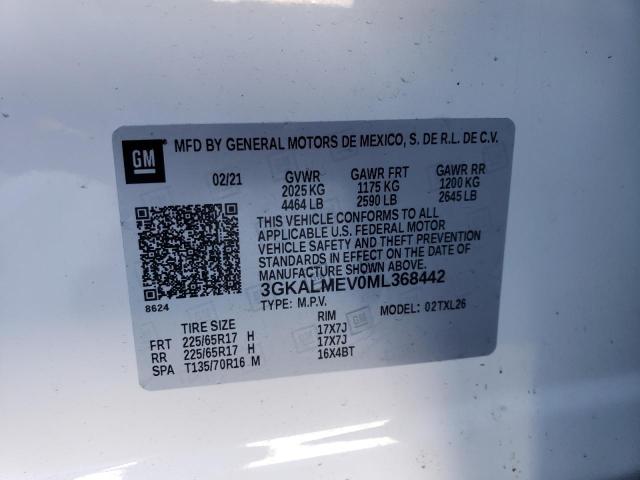 GM MFD BY GENERAL MOTORS DE MEXICO, S. DE R.L. DE C.V.
02/21 GVWR GAWR FRT GAWR RR
2025 KG 1175 KG 1200 KG
4464 LB 2590 LB 2645 LB
THIS VEHICLE CONFORMS TO ALL
APPLICABLE U.S. FEDERAL MOTOR
VEHICLE SAFETY AND THEFT PREVENTION
STANDARDS IN EFFECT ON THE DATE OF
MANUFACTURE SHOWN ABOVE.
3GKALMEV0ML368442
8624 TYPE: M.P.V. MODEL: 02TXL26
TIRE SIZE RIM
FRT 225/65R17 H 17X7J
RR 225/65R17 H 17X7J
SPA T135/70R16 M 16X4BT